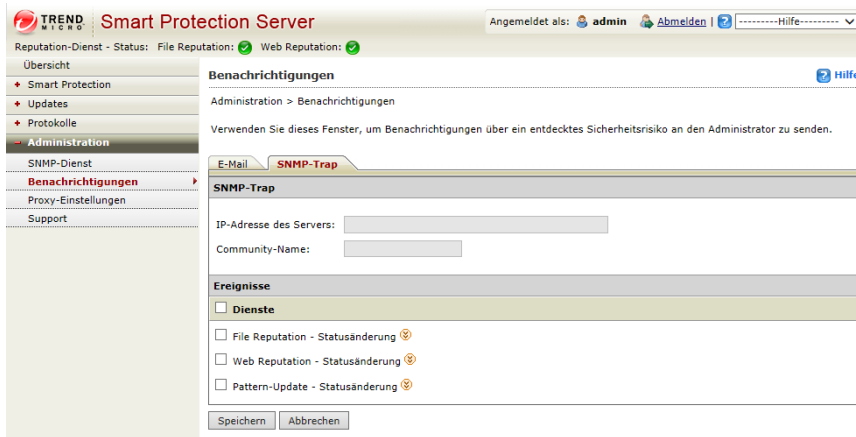 TREND MICRO Smart Protection Server
Angemeldet als: admin Abmelden | ---------Hilfe---------
Reputation-Dienst - Status: File Reputation: Web Reputation:
Übersicht
Smart Protection
Updates
Protokolle
Administration
SNMP-Dienst
Benachrichtigungen
Proxy-Einstellungen
Support
Benachrichtigungen
Hilfe
Administration > Benachrichtigungen
Verwenden Sie dieses Fenster, um Benachrichtigungen über ein entdecktes Sicherheitsrisiko an den Administrator zu senden.
E-Mail SNMP-Trap
SNMP-Trap
IP-Adresse des Servers:
Community-Name:
Ereignisse
Dienste
File Reputation - Statusänderung
Web Reputation - Statusänderung
Pattern-Update - Statusänderung
Speichern Abbrechen